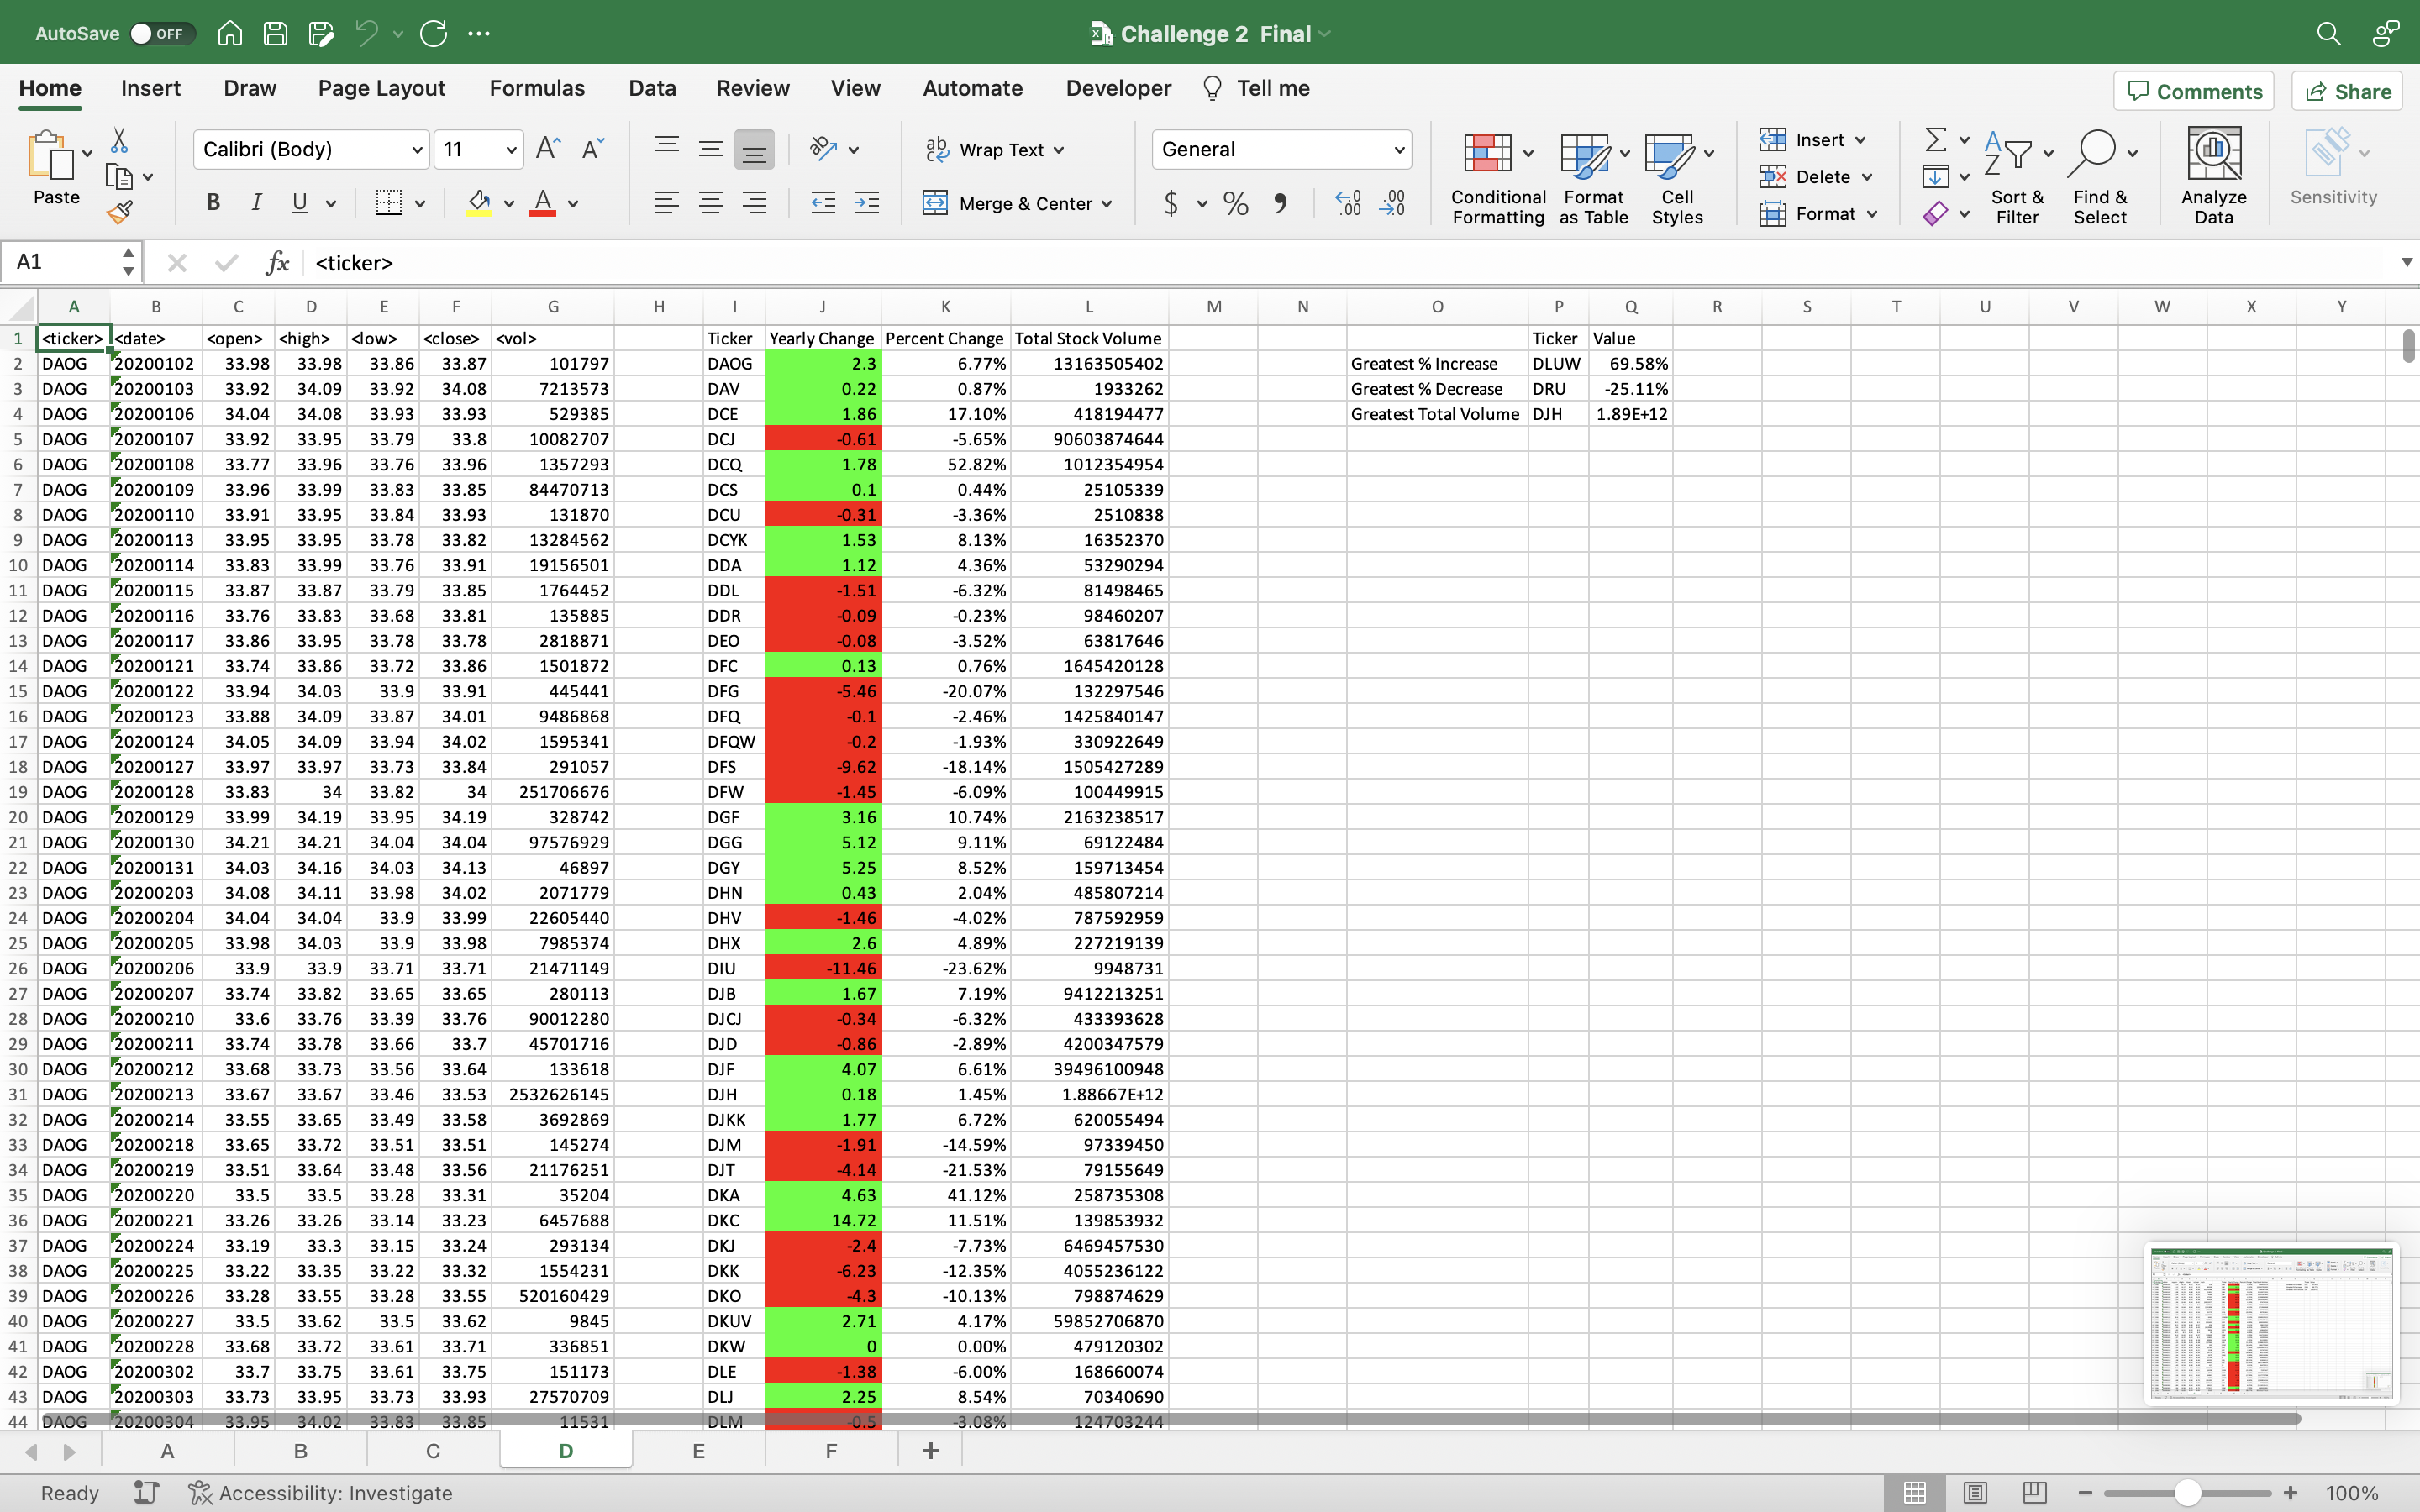 AutoSave OFF Challenge 2 Final
Home Insert Draw Page Layout Formulas Data Review View Automate Developer Tell me Comments Share
Paste Calibri (Body) 11 Wrap Text General Conditional Formatting Format as Table Cell Styles Insert Sort & Filter Find & Select Analyze Data Sensitivity
Delete
B I U Merge & Center $ % Format
A1 fx <ticker>
A B C D E F G H I J K L M N O P Q R S T U V W X Y
1 <ticker> <date> <open> <high> <low> <close> <vol> Ticker Yearly Change Percent Change Total Stock Volume Ticker Value
2 DAOG 20200102 33.98 33.98 33.86 33.87 101797 DAOG 2.3 6.77% 13163505402 Greatest % Increase DLUW 69.58%
3 DAOG 20200103 33.92 34.09 33.92 34.08 7213573 DAV 0.22 0.87% 1933262 Greatest % Decrease DRU -25.11%
4 DAOG 20200106 34.04 34.08 33.93 33.93 529385 DCE 1.86 17.10% 418194477 Greatest Total Volume DJH 1.89E+12
5 DAOG 20200107 33.92 33.95 33.79 33.8 10082707 DCJ -0.61 -5.65% 90603874644
6 DAOG 20200108 33.77 33.96 33.76 33.96 1357293 DCQ 1.78 52.82% 1012354954
7 DAOG 20200109 33.96 33.99 33.83 33.85 84470713 DCS 0.1 0.44% 25105339
8 DAOG 20200110 33.91 33.95 33.84 33.93 131870 DCU -0.31 -3.36% 2510838
9 DAOG 20200113 33.95 33.95 33.78 33.82 13284562 DCYK 1.53 8.13% 16352370
10 DAOG 20200114 33.83 33.99 33.76 33.91 19156501 DDA 1.12 4.36% 53290294
11 DAOG 20200115 33.87 33.87 33.79 33.85 1764452 DDL -1.51 -6.32% 81498465
12 DAOG 20200116 33.76 33.83 33.68 33.81 135885 DDR -0.09 -0.23% 98460207
13 DAOG 20200117 33.86 33.95 33.78 33.78 2818871 DEO -0.08 -3.52% 63817646
14 DAOG 20200121 33.74 33.86 33.72 33.86 1501872 DFC 0.13 0.76% 1645420128
15 DAOG 20200122 33.94 34.03 33.9 33.91 445441 DFG -5.46 -20.07% 132297546
16 DAOG 20200123 33.88 34.09 33.87 34.01 9486868 DFQ -0.1 -2.46% 1425840147
17 DAOG 20200124 34.05 34.09 33.94 34.02 1595341 DFQW -0.2 -1.93% 330922649
18 DAOG 20200127 33.97 33.97 33.73 33.84 291057 DFS -9.62 -18.14% 1505427289
19 DAOG 20200128 33.83 34 33.82 34 251706676 DFW -1.45 -6.09% 100449915
20 DAOG 20200129 33.99 34.19 33.95 34.19 328742 DGF 3.16 10.74% 2163238517
21 DAOG 20200130 34.21 34.21 34.04 34.04 97576929 DGG 5.12 9.11% 69122484
22 DAOG 20200131 34.03 34.16 34.03 34.13 46897 DGY 5.25 8.52% 159713454
23 DAOG 20200203 34.08 34.11 33.98 34.02 2071779 DHN 0.43 2.04% 485807214
24 DAOG 20200204 34.04 34.04 33.9 33.99 22605440 DHV -1.46 -4.02% 787592959
25 DAOG 20200205 33.98 34.03 33.9 33.98 7985374 DHX 2.6 4.89% 227219139
26 DAOG 20200206 33.9 33.9 33.71 33.71 21471149 DIU -11.46 -23.62% 9948731
27 DAOG 20200207 33.74 33.82 33.65 33.65 280113 DJB 1.67 7.19% 9412213251
28 DAOG 20200210 33.6 33.76 33.39 33.76 90012280 DJCJ -0.34 -6.32% 433393628
29 DAOG 20200211 33.74 33.78 33.66 33.7 45701716 DJD -0.86 -2.89% 4200347579
30 DAOG 20200212 33.68 33.73 33.56 33.64 133618 DJF 4.07 6.61% 39496100948
31 DAOG 20200213 33.67 33.67 33.46 33.53 2532626145 DJH 0.18 1.45% 1.88667E+12
32 DAOG 20200214 33.55 33.65 33.49 33.58 3692869 DJKK 1.77 6.72% 620055494
33 DAOG 20200218 33.65 33.72 33.51 33.51 145274 DJM -1.91 -14.59% 97339450
34 DAOG 20200219 33.51 33.64 33.48 33.56 21176251 DJT -4.14 -21.53% 79155649
35 DAOG 20200220 33.5 33.5 33.28 33.31 35204 DKA 4.63 41.12% 258735308
36 DAOG 20200221 33.26 33.26 33.14 33.23 6457688 DKC 14.72 11.51% 139853932
37 DAOG 20200224 33.19 33.3 33.15 33.24 293134 DKJ -2.4 -7.73% 6469457530
38 DAOG 20200225 33.22 33.35 33.22 33.32 1554231 DKK -6.23 -12.35% 4055236122
39 DAOG 20200226 33.28 33.55 33.28 33.55 520160429 DKO -4.3 -10.13% 798874629
40 DAOG 20200227 33.5 33.62 33.5 33.62 9845 DKUV 2.71 4.17% 59852706870
41 DAOG 20200228 33.68 33.72 33.61 33.71 336851 DKW 0 0.00% 479120302
42 DAOG 20200302 33.7 33.75 33.61 33.75 151173 DLE -1.38 -6.00% 168660074
43 DAOG 20200303 33.73 33.95 33.73 33.93 27570709 DLJ 2.25 8.54% 70340690
44 DAOG 20200304 33.95 34.02 33.83 33.85 11531 DLM -0.5 -3.08% 124703244
A B C D E F
Ready Accessibility: Investigate 100%